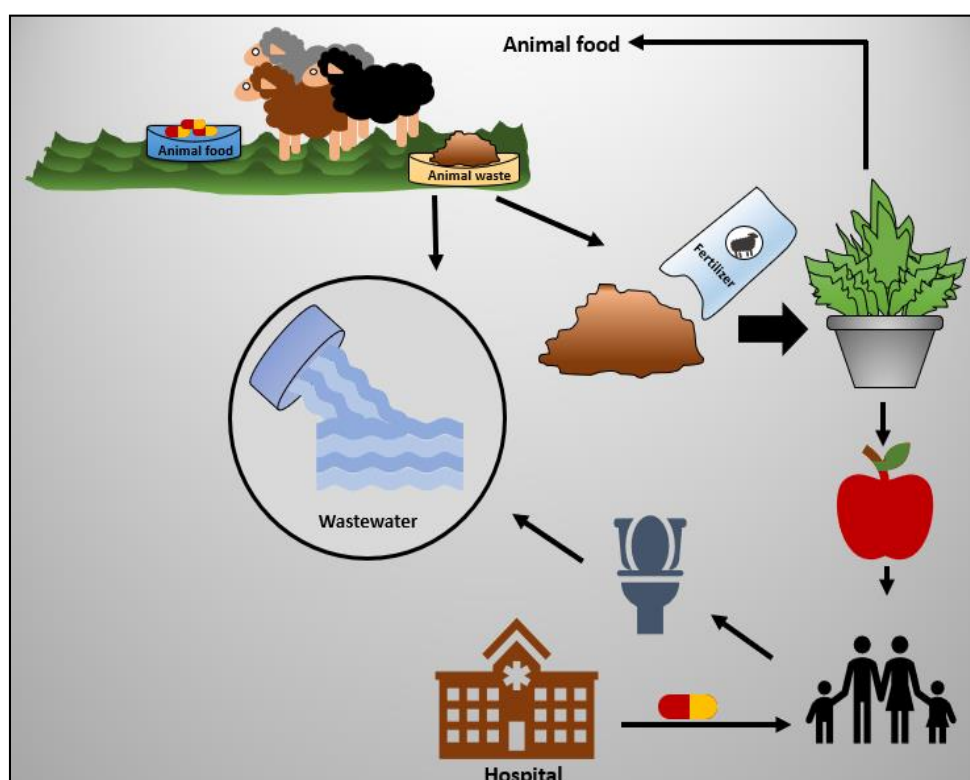 Animal food
Animal food
Animal waste
Fertilizer
Wastewater
Hospital